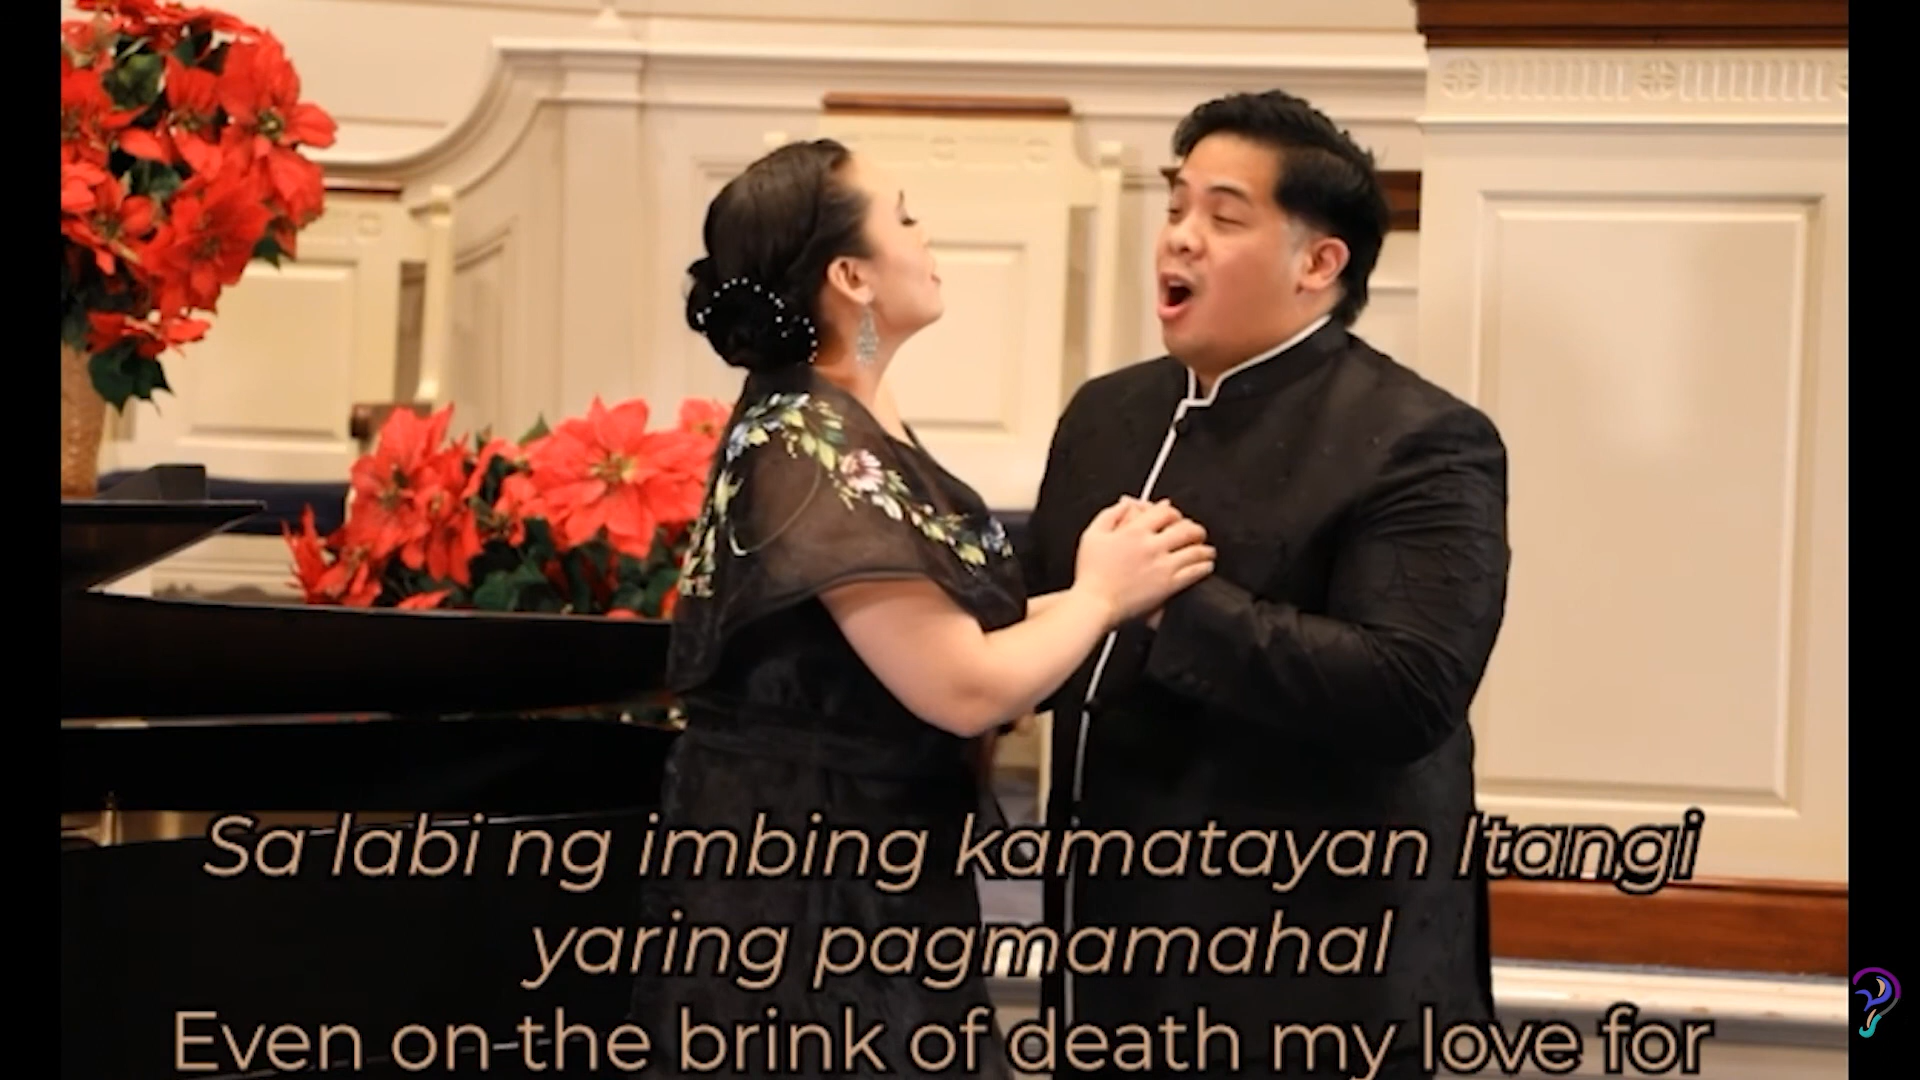 Sa labi ng imbing kamatayan Itangi
yaring pagmamahal
Even on the brink of death my love for